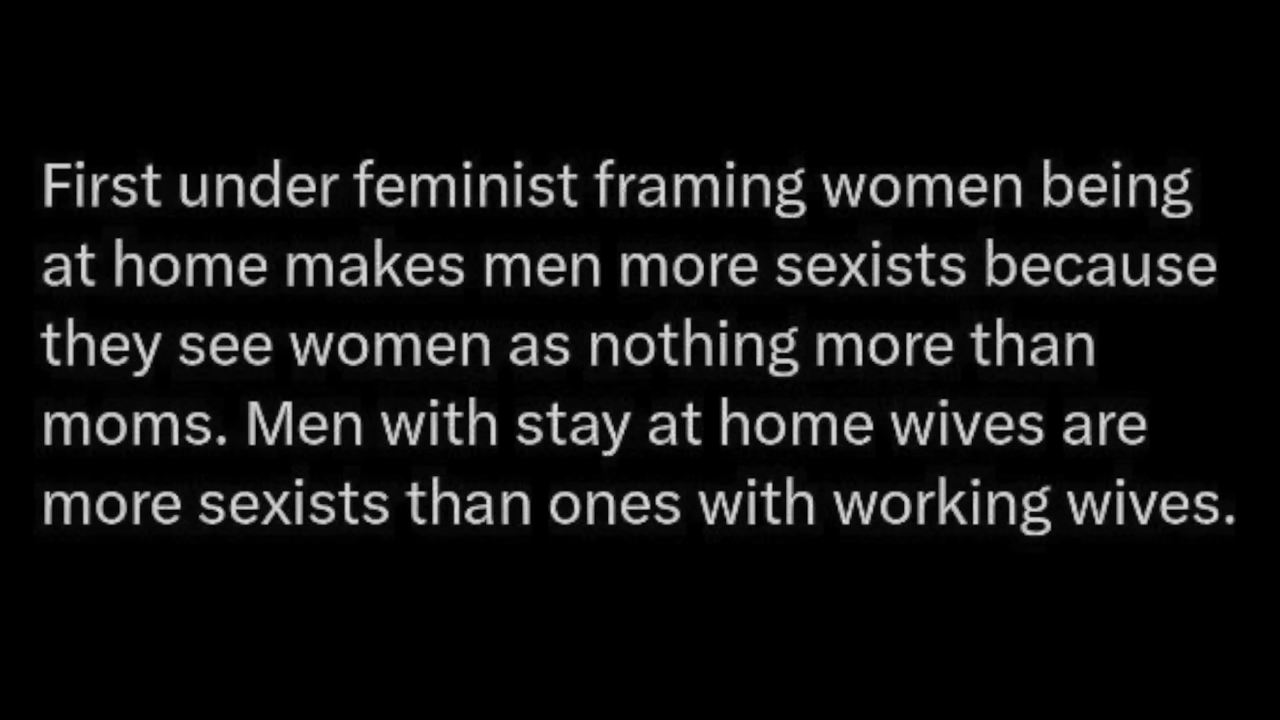 First under feminist framing women being
at home makes men more sexists because
they see women as nothing more than
moms. Men with stay at home wives are
more sexists than ones with working wives.